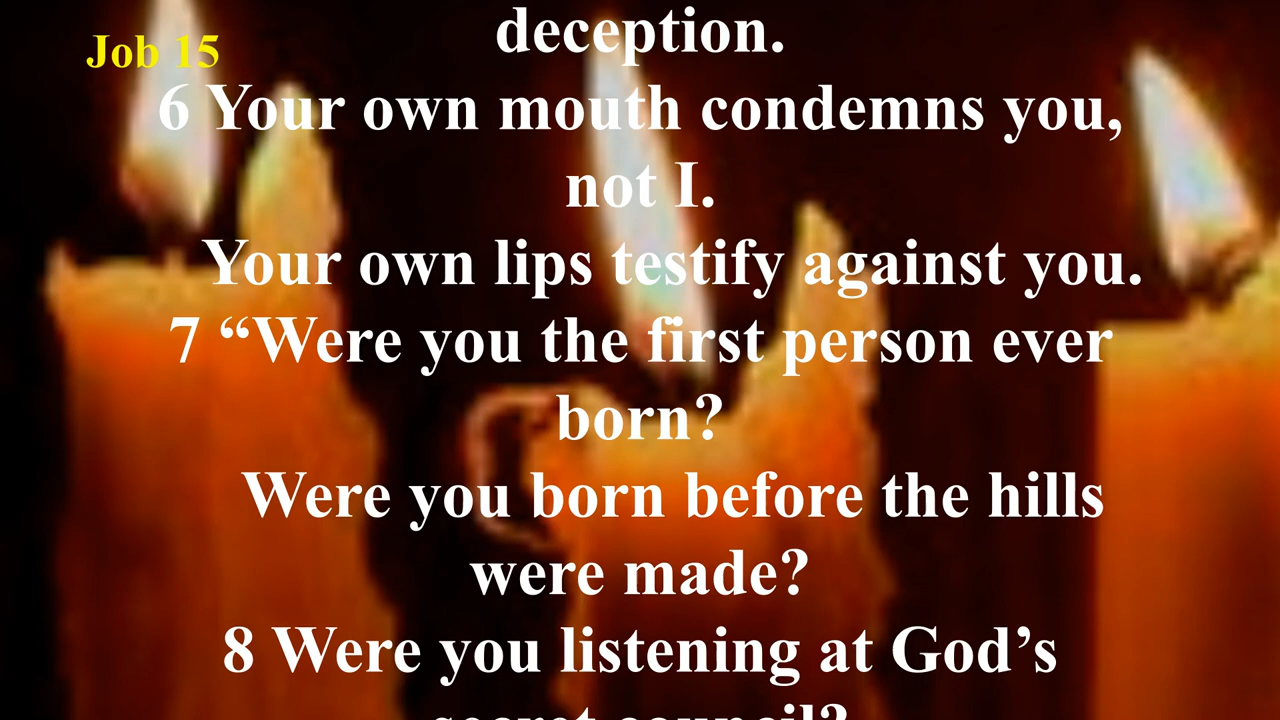 Job 15
deception.
6 Your own mouth condemns you,
not I.
Your own lips testify against you.
7 “Were you the first person ever
born?
Were you born before the hills
were made?
8 Were you listening at God’s
secret council?